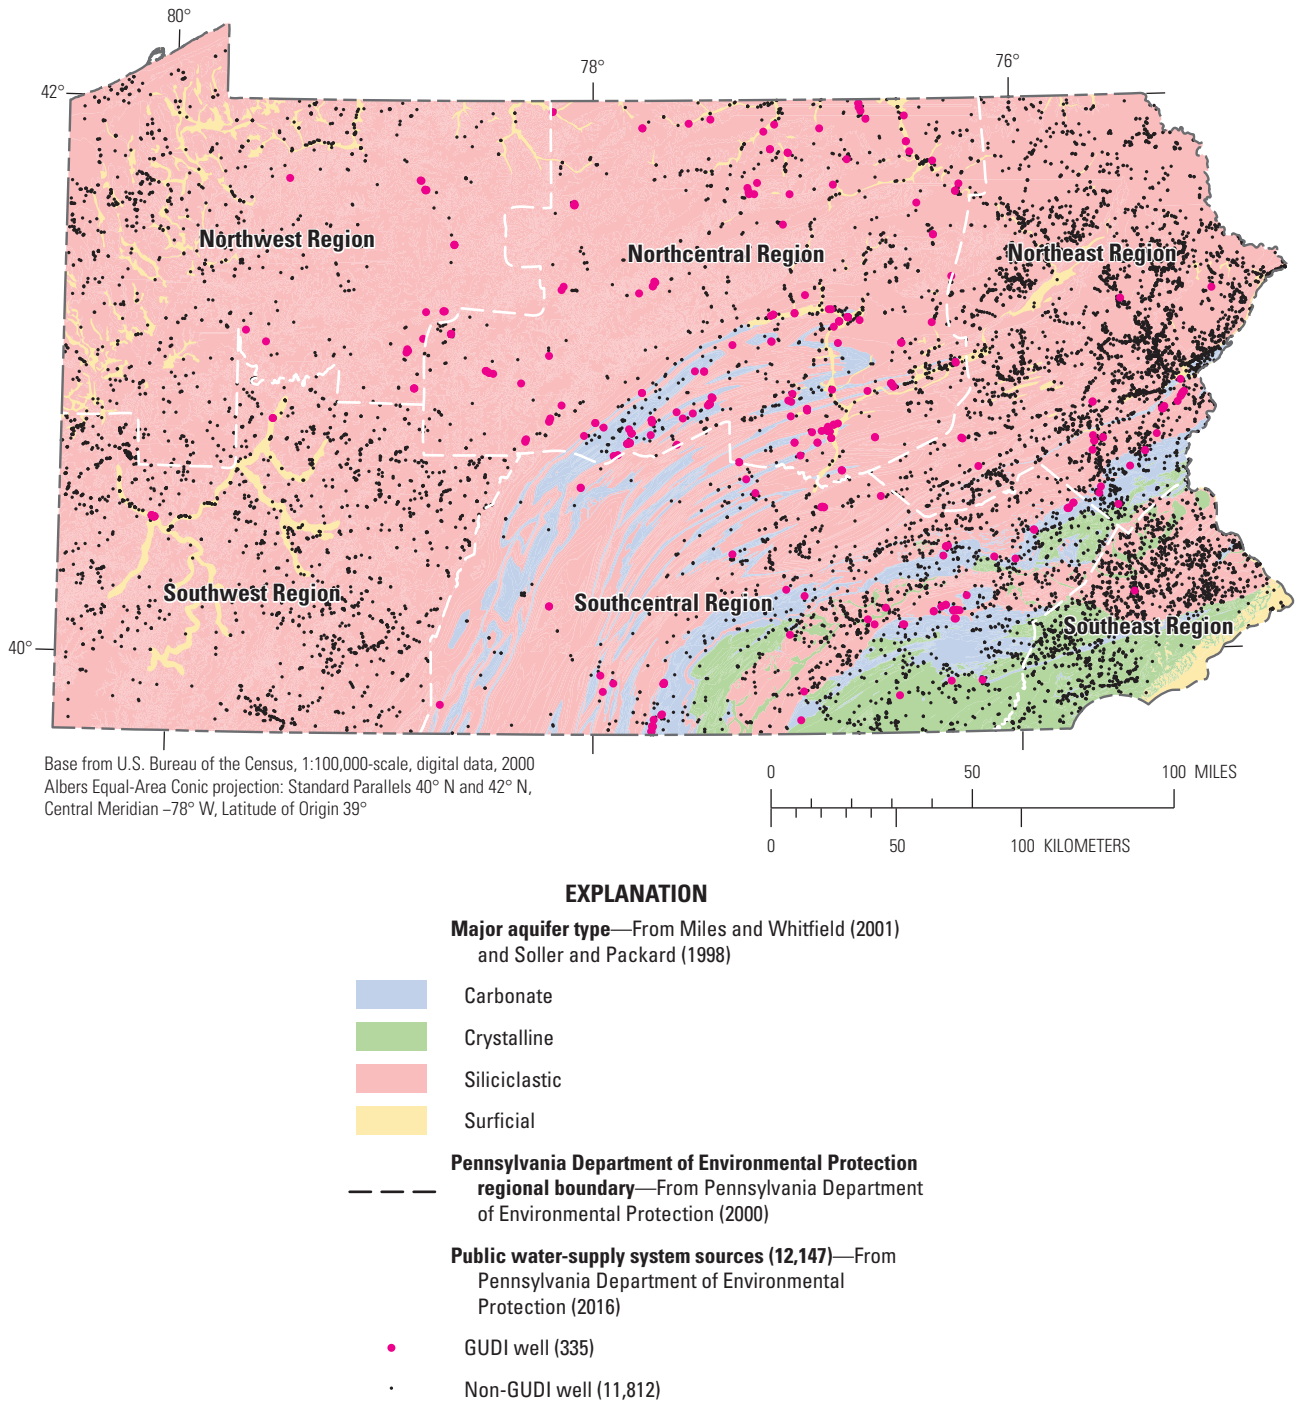 80°
78°
76°
42°
Northwest Region
Northcentral Region
Northeast Region
Southwest Region
Southcentral Region
Southeast Region
40°
Base from U.S. Bureau of the Census, 1:100,000-scale, digital data, 2000
Albers Equal-Area Conic projection: Standard Parallels 40° N and 42° N,
Central Meridian –78° W, Latitude of Origin 39°
0 50 100 MILES
0 50 100 KILOMETERS
EXPLANATION
Major aquifer type—From Miles and Whitfield (2001)
and Soller and Packard (1998)
Carbonate
Crystalline
Siliciclastic
Surficial
Pennsylvania Department of Environmental Protection
regional boundary—From Pennsylvania Department
of Environmental Protection (2000)
Public water-supply system sources (12,147)—From
Pennsylvania Department of Environmental
Protection (2016)
GUDI well (335)
Non-GUDI well (11,812)